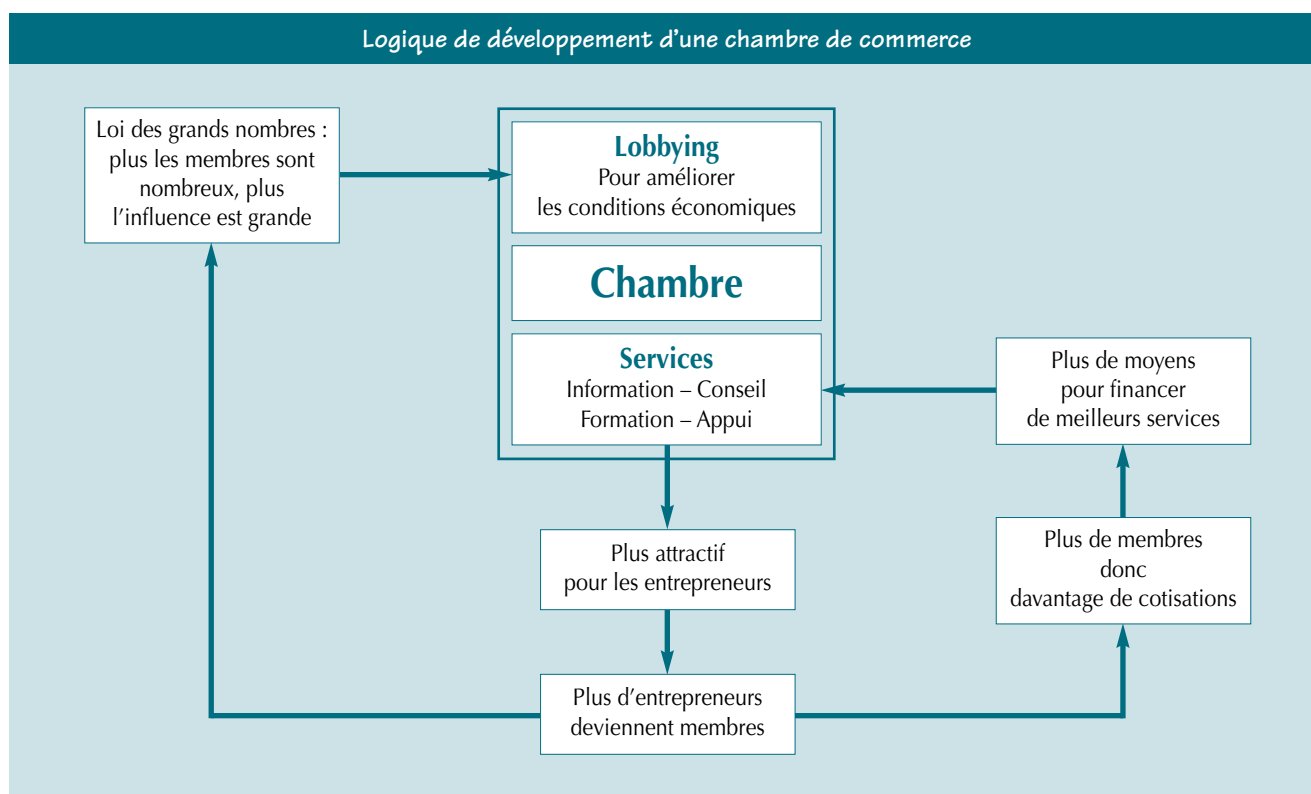 Logique de développement d'une chambre de commerce
Loi des grands nombres :
plus les membres sont
nombreux, plus
l'influence est grande
Lobbying
Pour améliorer
les conditions économiques
Chambre
Services
Information – Conseil
Formation – Appui
Plus de moyens
pour financer
de meilleurs services
Plus attractif
pour les entrepreneurs
Plus de membres
donc
davantage de cotisations
Plus d'entrepreneurs
deviennent membres